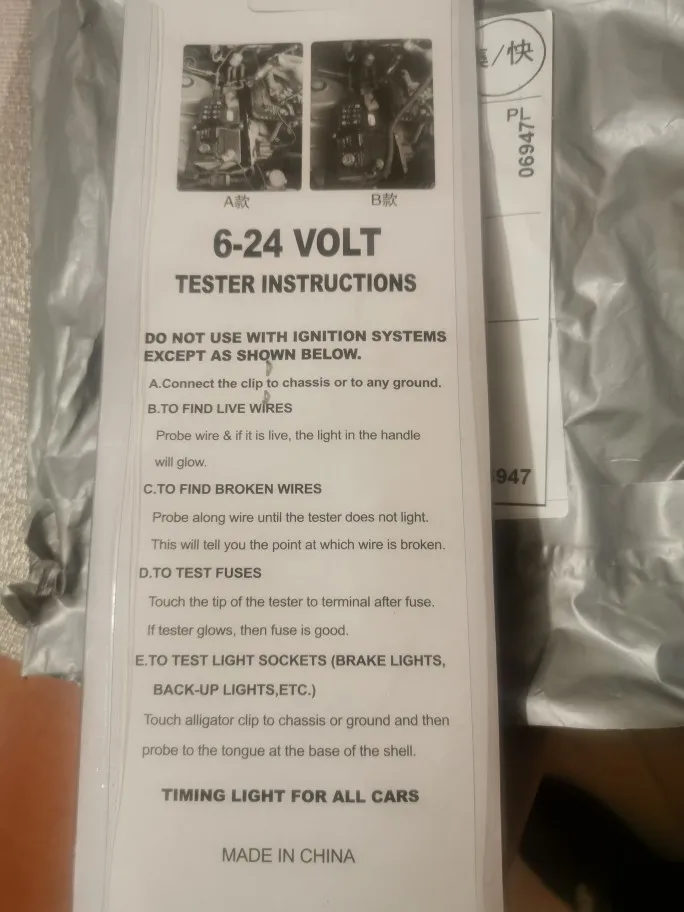 A款
B款
6-24 VOLT
TESTER INSTRUCTIONS
DO NOT USE WITH IGNITION SYSTEMS
EXCEPT AS SHOWN BELOW.
A.Connect the clip to chassis or to any ground.
B.TO FIND LIVE WIRES
Probe wire & if it is live, the light in the handle
will glow.
C.TO FIND BROKEN WIRES
Probe along wire until the tester does not light.
This will tell you the point at which wire is broken.
D.TO TEST FUSES
Touch the tip of the tester to terminal after fuse.
If tester glows, then fuse is good.
E.TO TEST LIGHT SOCKETS (BRAKE LIGHTS,
BACK-UP LIGHTS,ETC.)
Touch alligator clip to chassis or ground and then
probe to the tongue at the base of the shell.
TIMING LIGHT FOR ALL CARS
MADE IN CHINA
/快
PL
06947
947